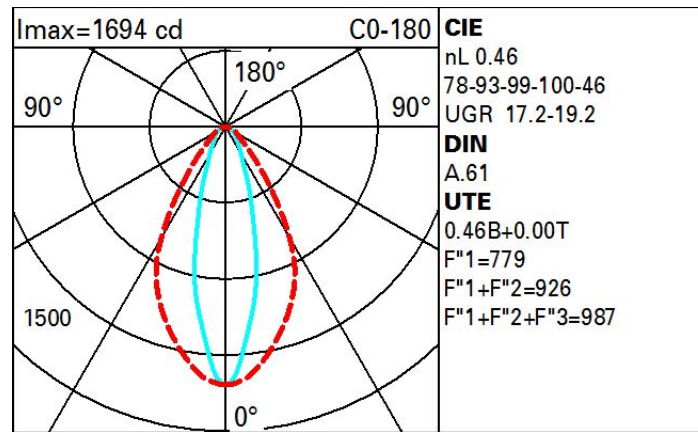 Imax=1694 cd C0-180
180°
90° 90°
1500
0°
CIE
nL 0.46
78-93-99-100-46
UGR 17.2-19.2
DIN
A.61
UTE
0.46B+0.00T
F"1=779
F"1+F"2=926
F"1+F"2+F"3=987